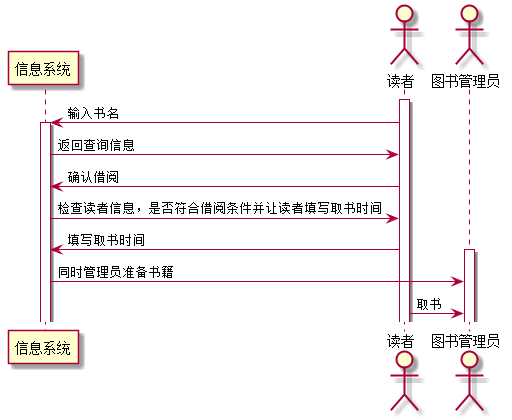 信息系统
读者
图书管理员
输入书名
返回查询信息
确认借阅
检查读者信息，是否符合借阅条件并让读者填写取书时间
填写取书时间
同时管理员准备书籍
取书
信息系统
读者
图书管理员